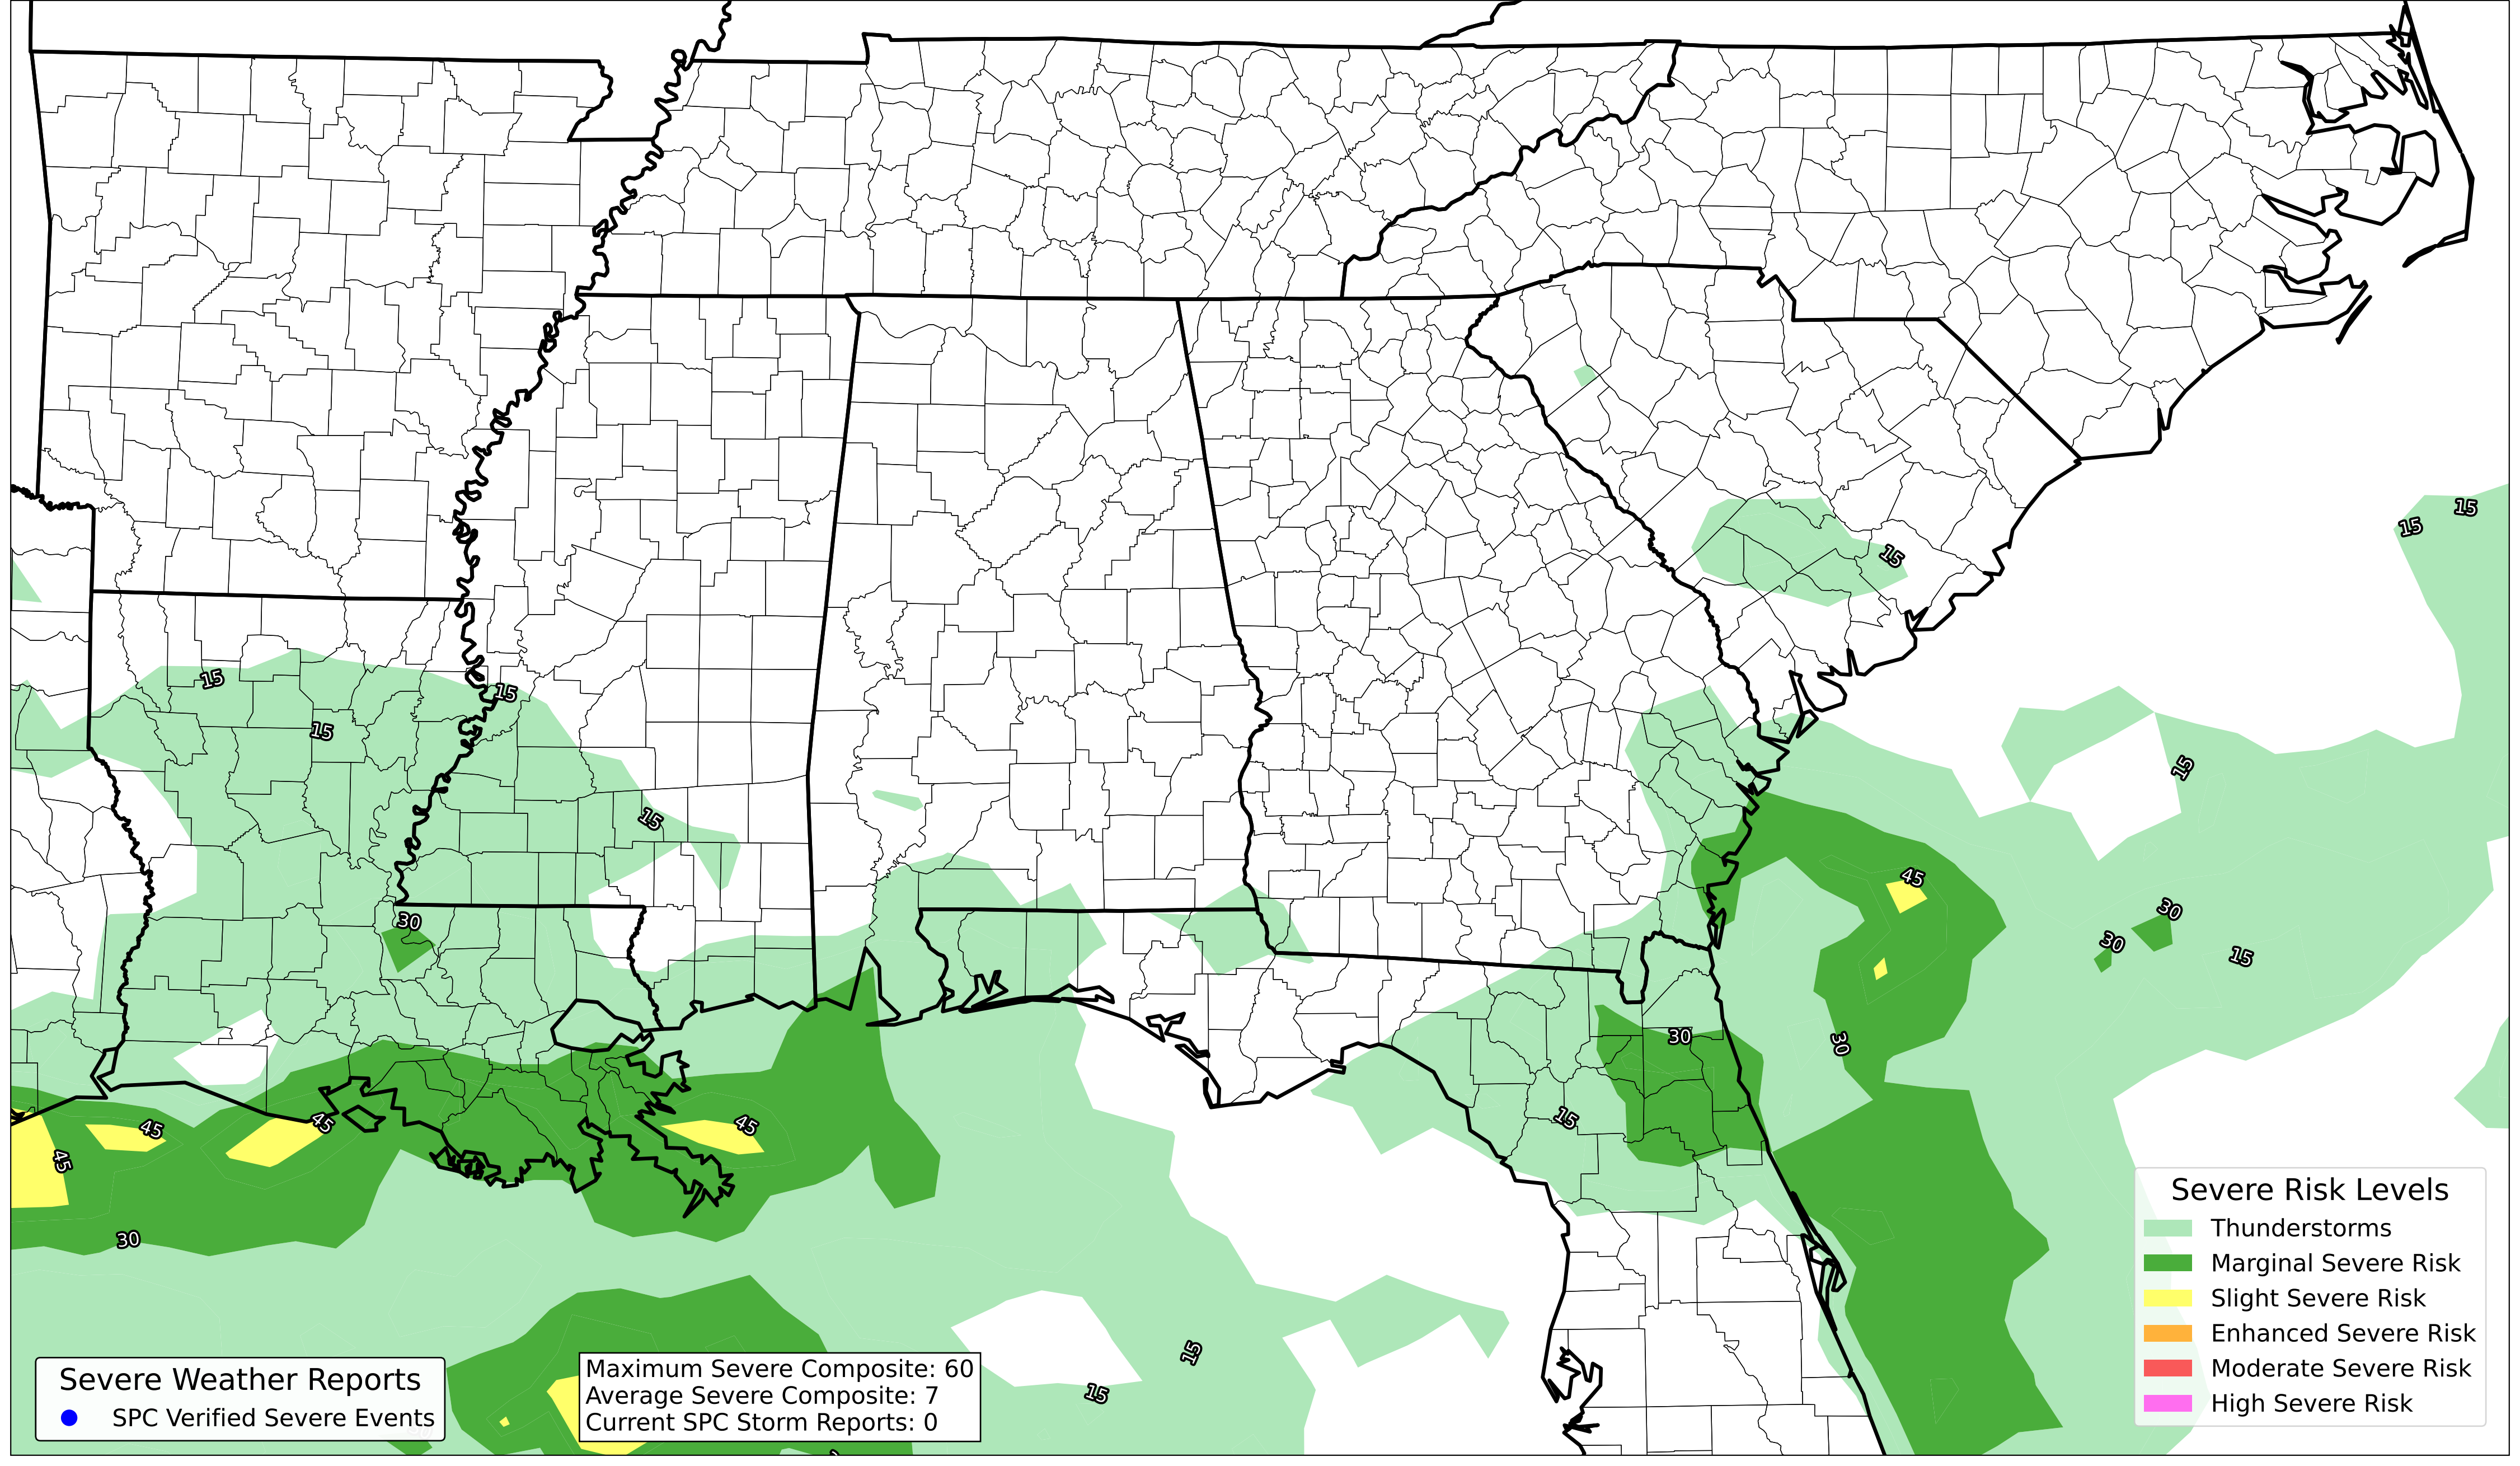 15
15
15
15
15
15
15
15
45
30
30
30
15
30
30
15
45
45
45
45
30
15
15
Severe Risk Levels
Thunderstorms
Marginal Severe Risk
Slight Severe Risk
Enhanced Severe Risk
Moderate Severe Risk
High Severe Risk
Severe Weather Reports
SPC Verified Severe Events
Maximum Severe Composite: 60
Average Severe Composite: 7
Current SPC Storm Reports: 0